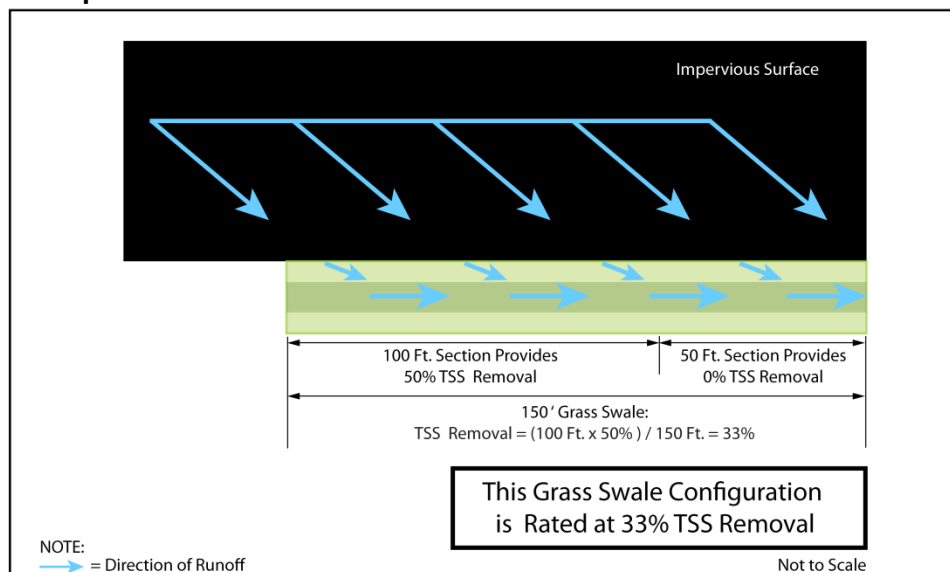 Impervious Surface
100 Ft. Section Provides
50% TSS  Removal
50 Ft. Section Provides
0% TSS Removal
150' Grass Swale:
TSS  Removal = (100 Ft. x 50% ) / 150 Ft. = 33%
This Grass Swale Configuration
is  Rated at 33% TSS Removal
NOTE:
= Direction of Runoff
Not to Scale